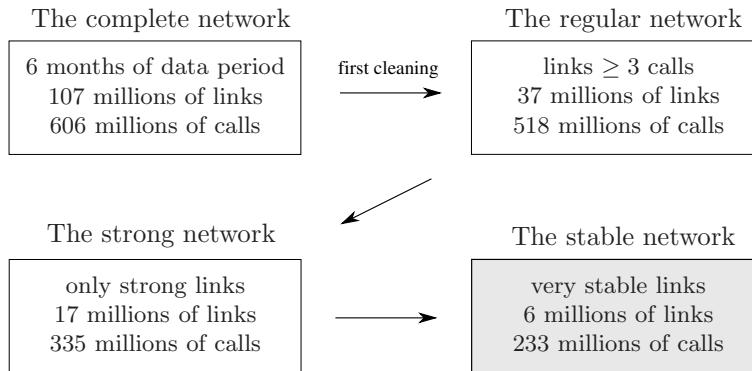 The complete network
6 months of data period
107 millions of links
606 millions of calls
first cleaning
The regular network
links ≥ 3 calls
37 millions of links
518 millions of calls
The strong network
only strong links
17 millions of links
335 millions of calls
The stable network
very stable links
6 millions of links
233 millions of calls